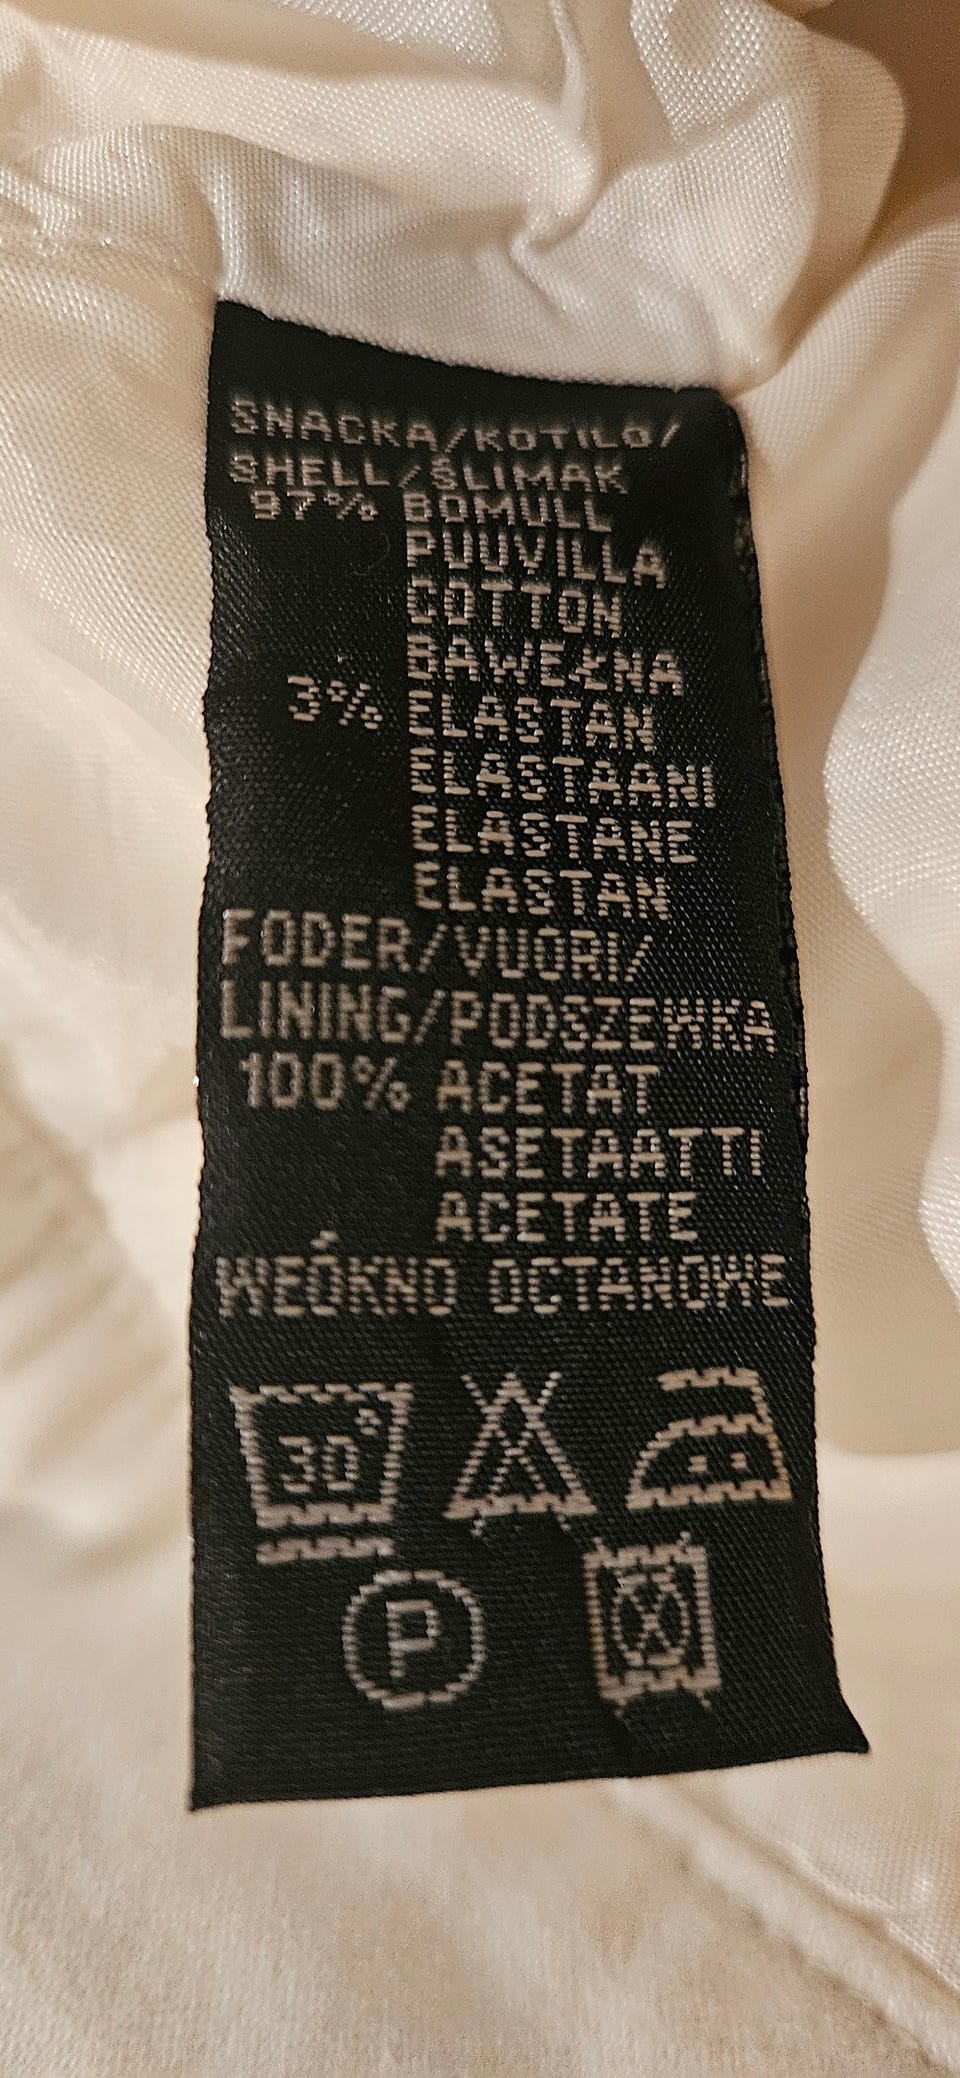 SNÄCKA/KOTILO/
SHELL/ŚLIMAK
97% BOMULL
PUUVILLA
COTTON
BAWEŁNA
3% ELASTAN
ELASTAANI
ELASTANE
ELASTAN
FODER/VUORI/
LINING/PODSZEWKA
100% ACETAT
ASETAATTI
ACETATE
WEÓKNO OCTANOWE
30°
P